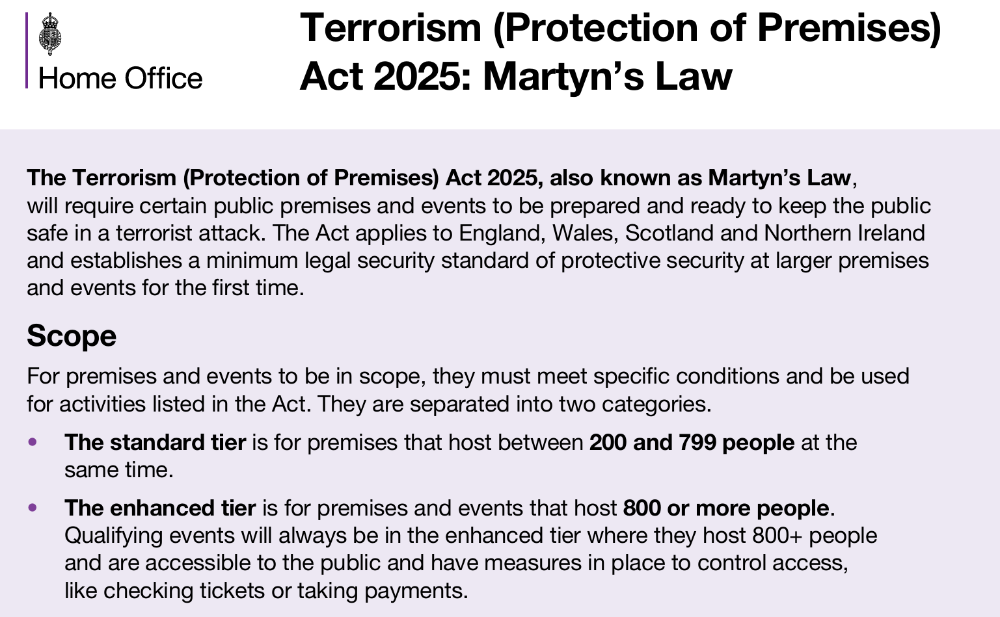 Home Office
Terrorism (Protection of Premises)
Act 2025: Martyn’s Law
The Terrorism (Protection of Premises) Act 2025, also known as Martyn’s Law,
will require certain public premises and events to be prepared and ready to keep the public
safe in a terrorist attack. The Act applies to England, Wales, Scotland and Northern Ireland
and establishes a minimum legal security standard of protective security at larger premises
and events for the first time.
Scope
For premises and events to be in scope, they must meet specific conditions and be used
for activities listed in the Act. They are separated into two categories.
• The standard tier is for premises that host between 200 and 799 people at the
same time.
• The enhanced tier is for premises and events that host 800 or more people.
Qualifying events will always be in the enhanced tier where they host 800+ people
and are accessible to the public and have measures in place to control access,
like checking tickets or taking payments.